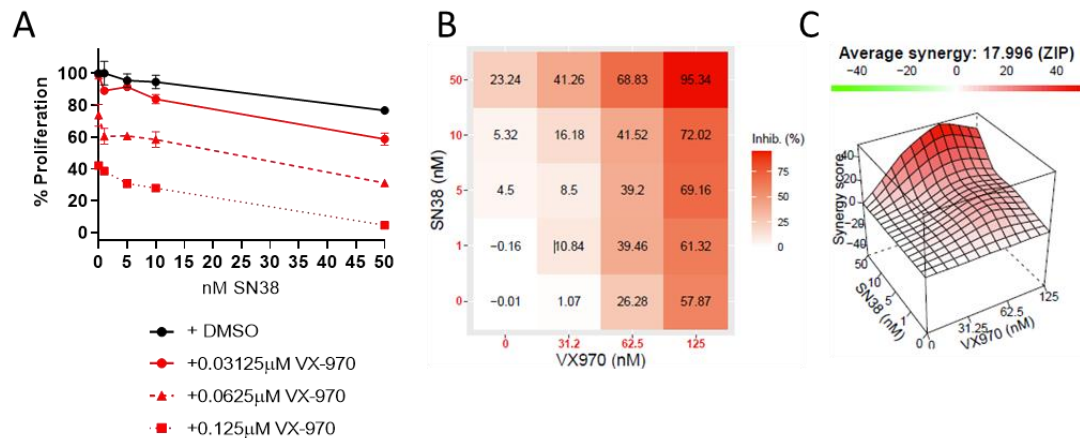 A
% Proliferation
100
80
60
40
20
0
0 5 10 15 20 25 30 35 40 45 50
nM SN38
+ DMSO
+0.03125μM VX-970
+0.0625μM VX-970
+0.125μM VX-970
B
SN38 (nM)
50 23.24 41.26 68.83 95.34
10 5.32 16.18 41.52 72.02
5 4.5 8.5 39.2 69.16
1 −0.16 10.84 39.46 61.32
0 −0.01 1.07 26.28 57.87
0 31.2 62.5 125
VX970 (nM)
Inhib. (%)
75
50
25
0
C
Average synergy: 17.996 (ZIP)
−40 −20 0 20 40
Synergy score
40
20
0
−20
−40
50
10
5
1
0
SN38 (nM)
0
31.25
62.5
125
VX970 (nM)